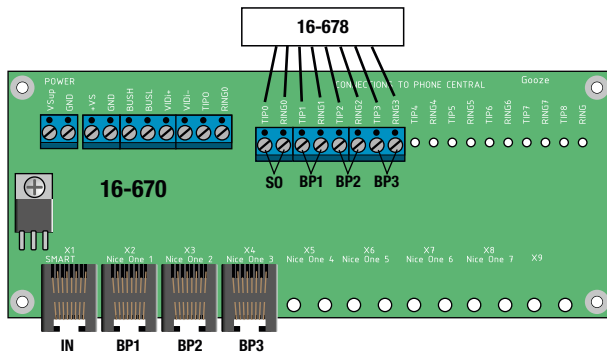 16-678
POWER
CONNECTIONS TO PHONE CENTRAL
Gooze
VSup
GND
+VS
GND
BUSH
BUSL
VIDI+
VIDI-
TIPO
RING0
TIP0
RING0
TIP1
RING1
TIP2
RING2
TIP3
RING3
TIP4
RING4
TIP5
RING5
TIP6
RING6
TIP7
RING7
TIP8
RING
16-670
S0
BP1
BP2
BP3
X1
SMART
X2
Nice One 1
X3
Nice One 2
X4
Nice One 3
X5
Nice One 4
X6
Nice One 5
X7
Nice One 6
X8
Nice One 7
X9
IN
BP1
BP2
BP3